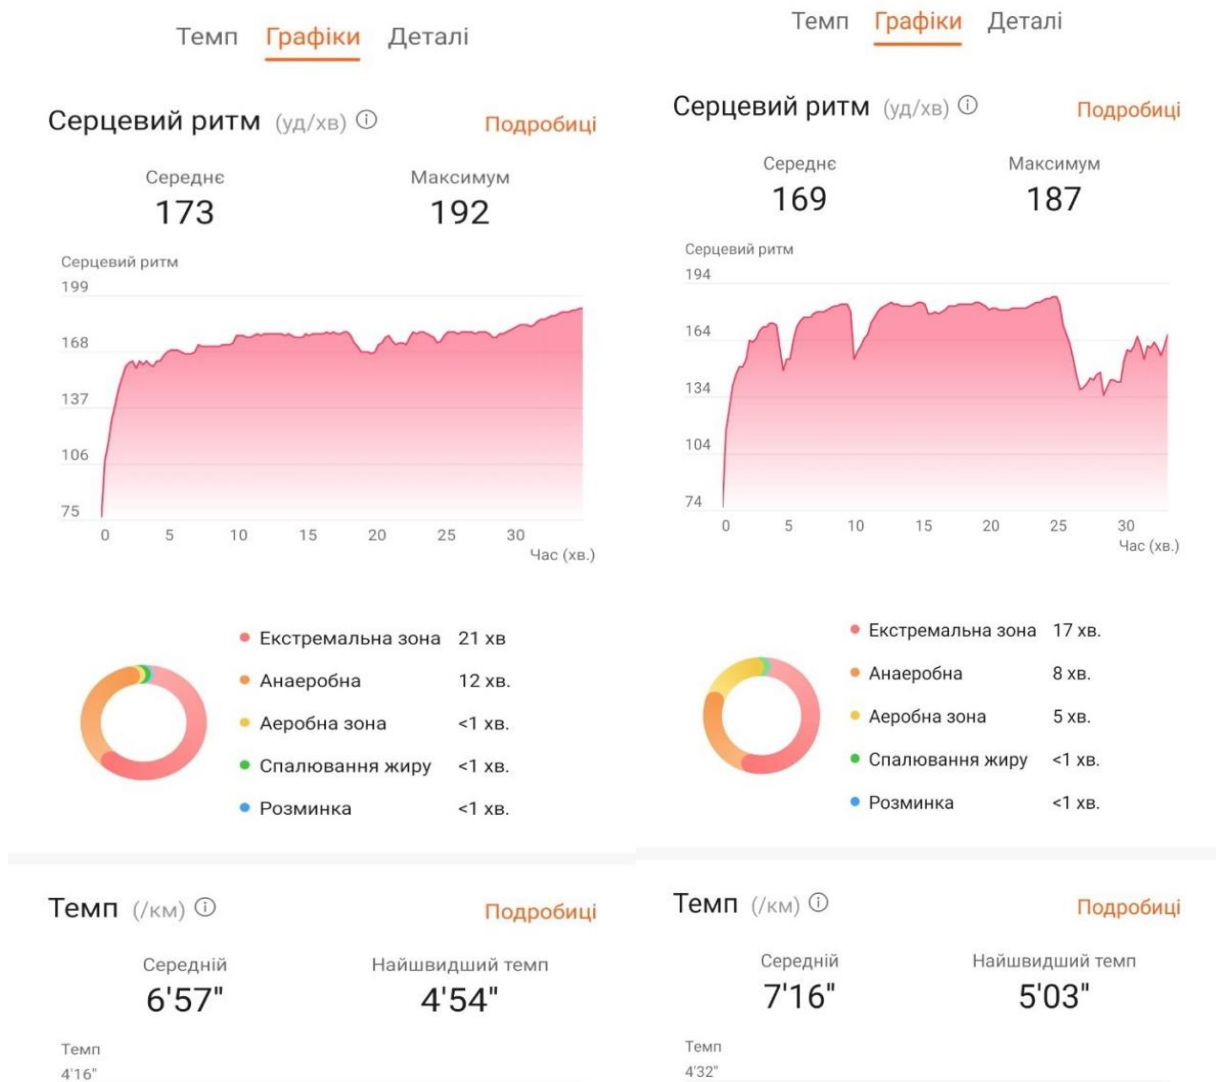 Темп Графіки Деталі
Серцевий ритм (уд/хв)
Подробиці
Середнє Максимум
173 192
Серцевий ритм
199
168
137
106
75
0 5 10 15 20 25 30
Час (хв.)
Екстремальна зона 21 хв
Анаеробна 12 хв.
Аеробна зона <1 хв.
Спалювання жиру <1 хв.
Розминка <1 хв.
Темп (/км)
Подробиці
Середній Найшвидший темп
6'57" 4'54"
Темп
4'16"
Темп Графіки Деталі
Серцевий ритм (уд/хв)
Подробиці
Середнє Максимум
169 187
Серцевий ритм
194
164
134
104
74
0 5 10 15 20 25 30
Час (хв.)
Екстремальна зона 17 хв.
Анаеробна 8 хв.
Аеробна зона 5 хв.
Спалювання жиру <1 хв.
Розминка <1 хв.
Темп (/км)
Подробиці
Середній Найшвидший темп
7'16" 5'03"
Темп
4'32"